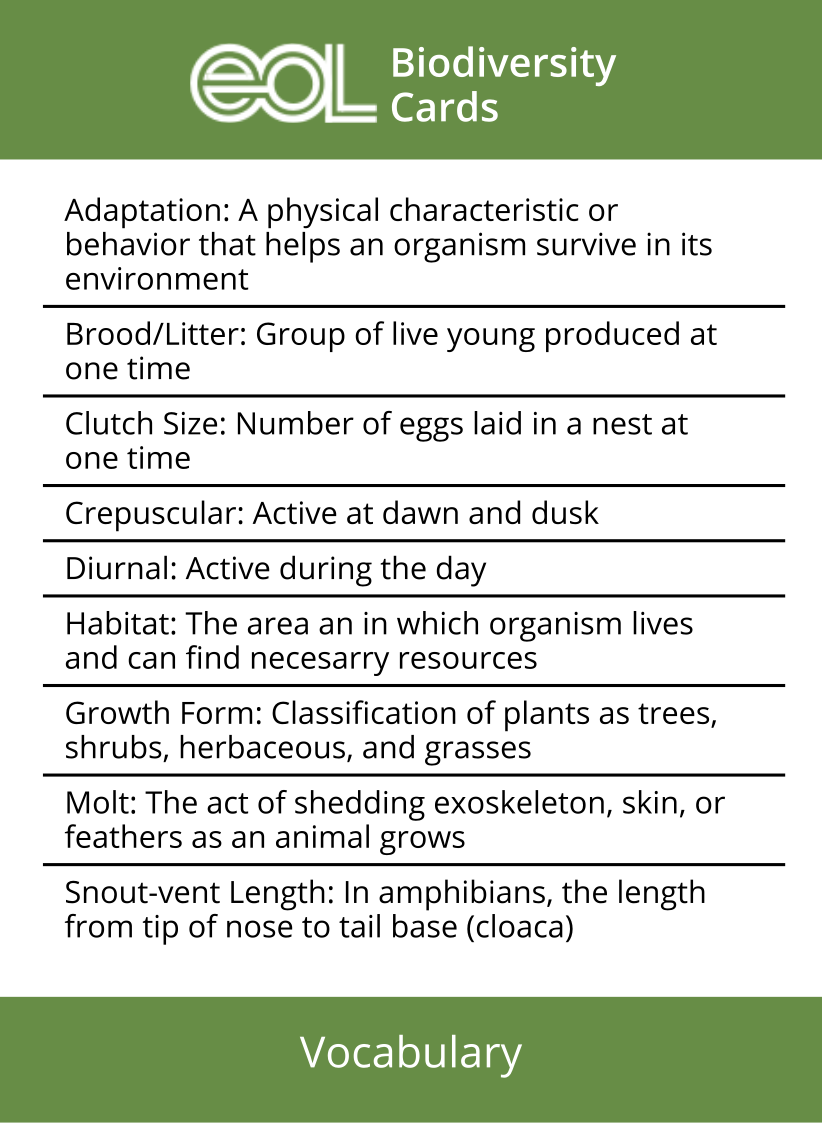 eol Biodiversity
Cards
Adaptation: A physical characteristic or
behavior that helps an organism survive in its
environment
Brood/Litter: Group of live young produced at
one time
Clutch Size: Number of eggs laid in a nest at
one time
Crepuscular: Active at dawn and dusk
Diurnal: Active during the day
Habitat: The area an in which organism lives
and can find necesarry resources
Growth Form: Classification of plants as trees,
shrubs, herbaceous, and grasses
Molt: The act of shedding exoskeleton, skin, or
feathers as an animal grows
Snout-vent Length: In amphibians, the length
from tip of nose to tail base (cloaca)
Vocabulary